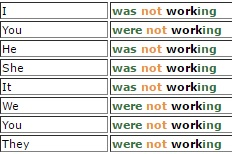 I was not working
You were not working
He was not working
She was not working
It was not working
We were not working
You were not working
They were not working